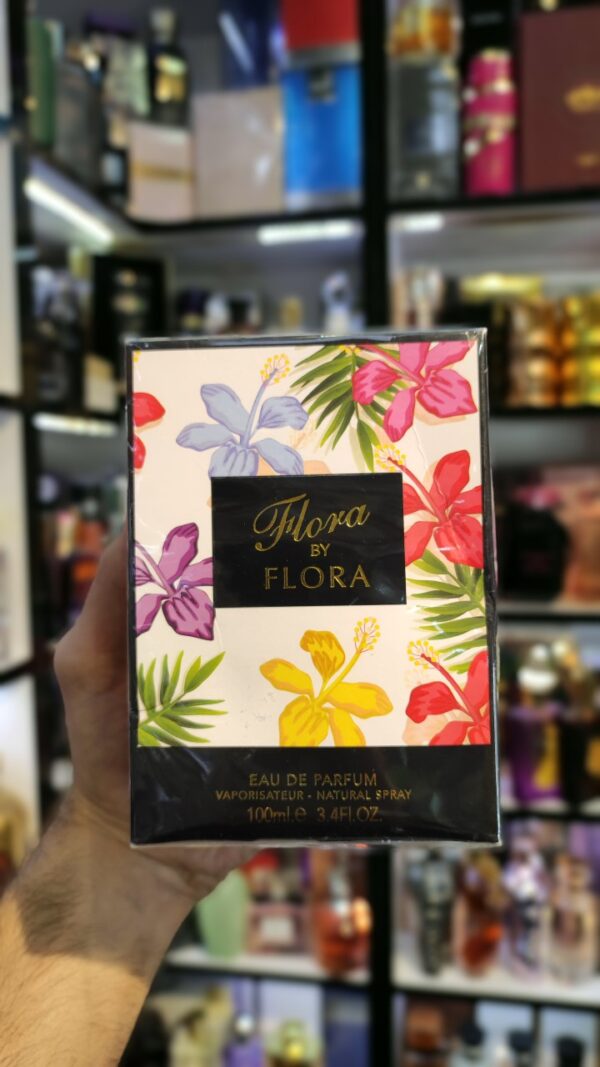 Flora
BY
FLORA
EAU DE PARFUM
VAPORISATEUR - NATURAL SPRAY
100ml.e 3.4Fl.OZ.